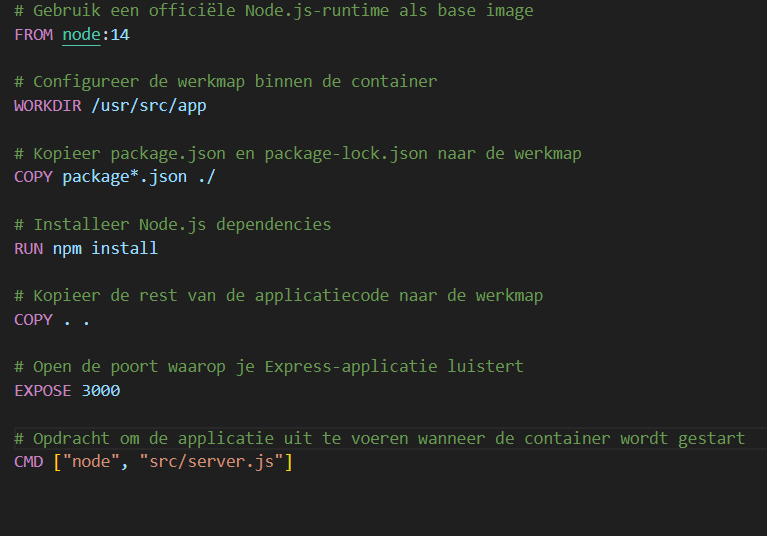 # Gebruik een officiële Node.js-runtime als base image
FROM node:14
# Configureer de werkmap binnen de container
WORKDIR /usr/src/app
# Kopieer package.json en package-lock.json naar de werkmap
COPY package*.json ./
# Installeer Node.js dependencies
RUN npm install
# Kopieer de rest van de applicatiecode naar de werkmap
COPY . .
# Open de poort waarop je Express-applicatie luistert
EXPOSE 3000
# Opdracht om de applicatie uit te voeren wanneer de container wordt gestart
CMD ["node", "src/server.js"]